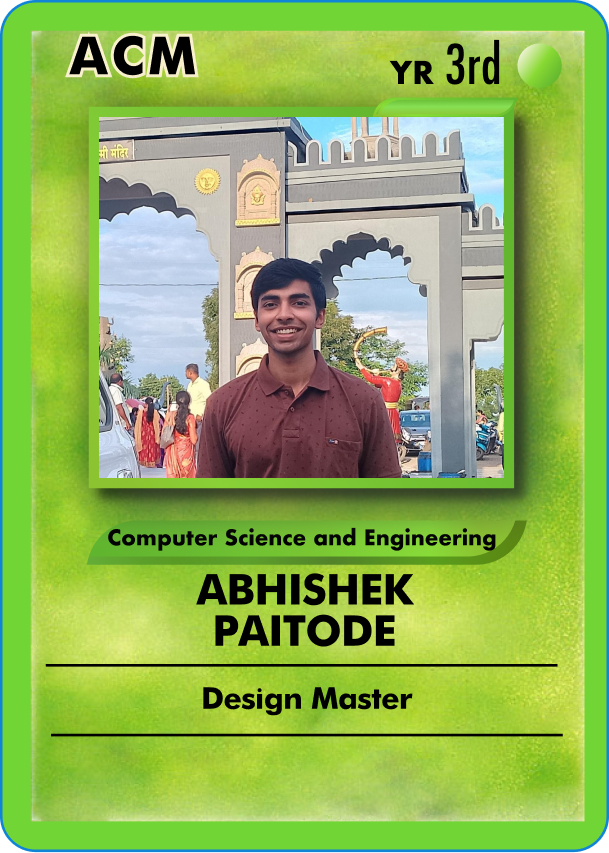 ACM
YR 3rd
मंदिर
Computer Science and Engineering
ABHISHEK
PAITODE
Design Master